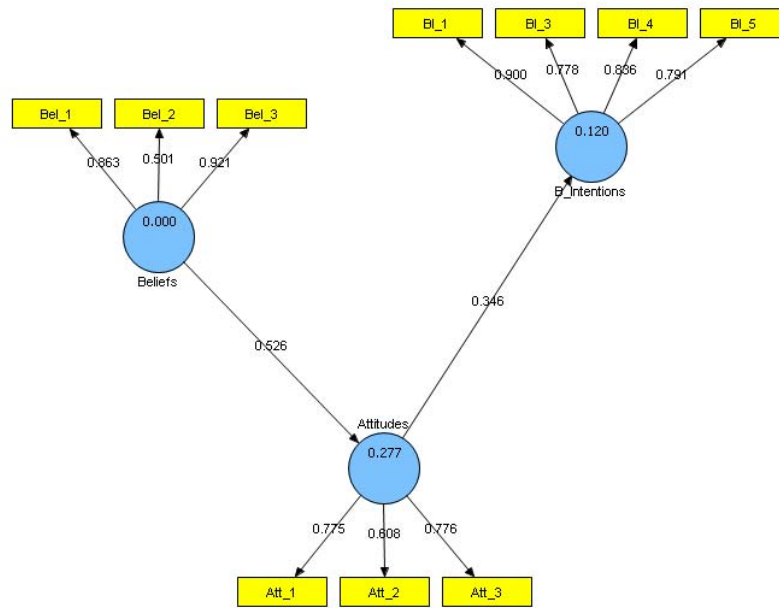 BI_1
BI_3
BI_4
BI_5
0.900
0.778
0.836
0.791
0.120
B_Intentions
Bel_1
Bel_2
Bel_3
0.863
0.501
0.921
0.000
Beliefs
0.526
0.346
Attitudes
0.277
0.775
0.608
0.776
Att_1
Att_2
Att_3